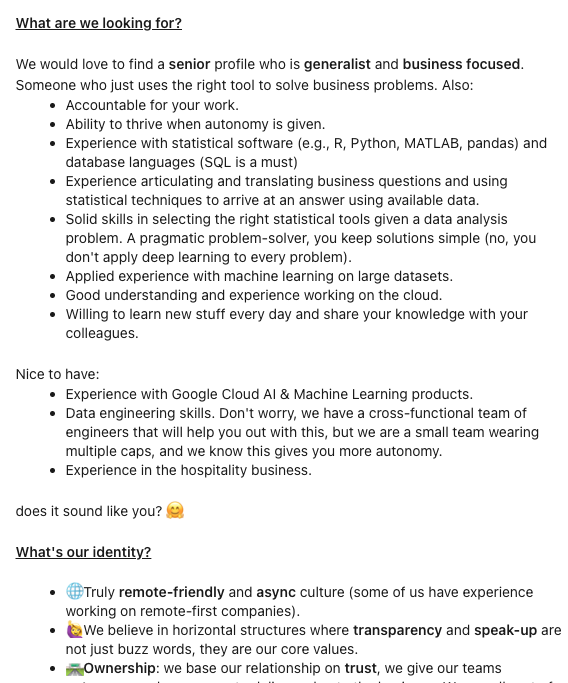 What are we looking for?
We would love to find a senior profile who is generalist and business focused.
Someone who just uses the right tool to solve business problems. Also:
• Accountable for your work.
• Ability to thrive when autonomy is given.
• Experience with statistical software (e.g., R, Python, MATLAB, pandas) and
database languages (SQL is a must)
• Experience articulating and translating business questions and using
statistical techniques to arrive at an answer using available data.
• Solid skills in selecting the right statistical tools given a data analysis
problem. A pragmatic problem-solver, you keep solutions simple (no, you
don't apply deep learning to every problem).
• Applied experience with machine learning on large datasets.
• Good understanding and experience working on the cloud.
• Willing to learn new stuff every day and share your knowledge with your
colleagues.
Nice to have:
• Experience with Google Cloud AI & Machine Learning products.
• Data engineering skills. Don't worry, we have a cross-functional team of
engineers that will help you out with this, but we are a small team wearing
multiple caps, and we know this gives you more autonomy.
• Experience in the hospitality business.
does it sound like you? 🤗
What's our identity?
• 🌐Truly remote-friendly and async culture (some of us have experience
working on remote-first companies).
• 🙋We believe in horizontal structures where transparency and speak-up are
not just buzz words, they are our core values.
• 🛤Ownership: we base our relationship on trust, we give our teams